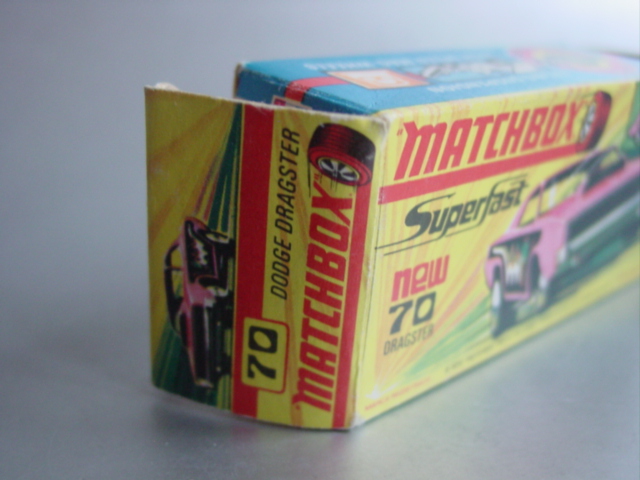 70
DODGE DRAGSTER
MATCHBOX
"MATCHBOX"
Superfast
new
70
DRAGSTER